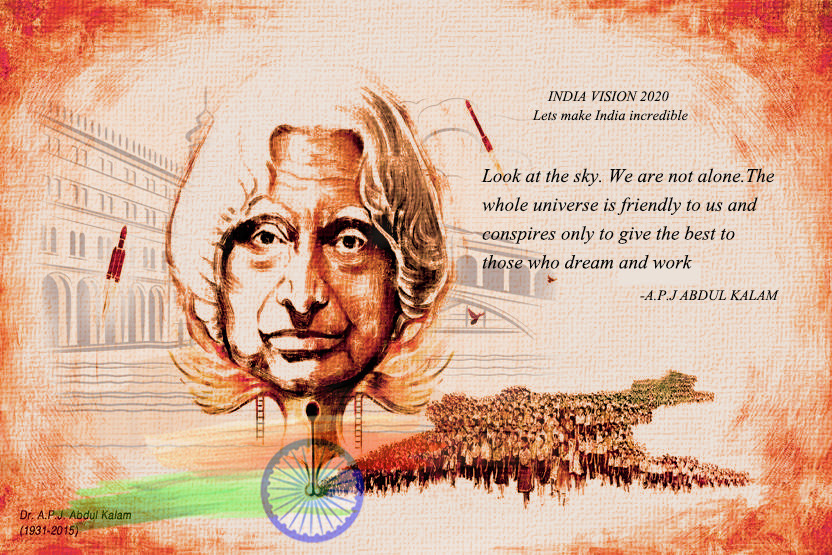 INDIA VISION 2020
Lets make India incredible
Look at the sky. We are not alone.The
whole universe is friendly to us and
conspires only to give the best to
those who dream and work
-A.P.J ABDUL KALAM
Dr. A.P.J. Abdul Kalam
(1931-2015)